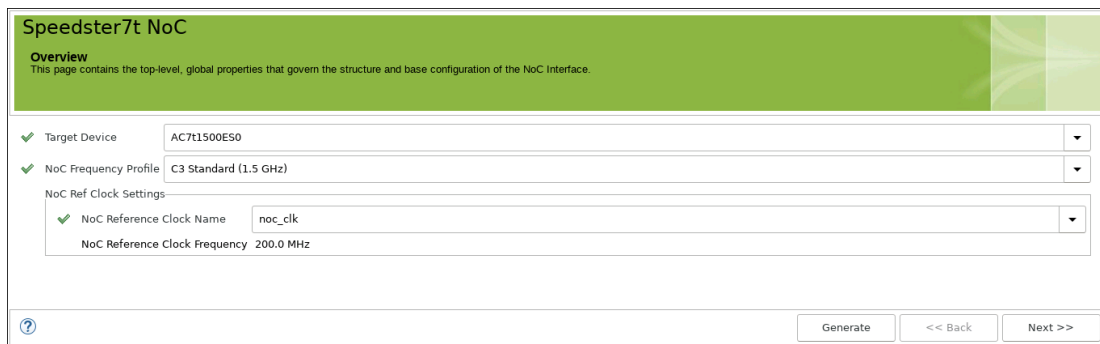 Speedster7t NoC
Overview
This page contains the top-level, global properties that govern the structure and base configuration of the NoC Interface.
Target Device AC7t1500ES0
NoC Frequency Profile C3 Standard (1.5 GHz)
NoC Ref Clock Settings
NoC Reference Clock Name noc_clk
NoC Reference Clock Frequency 200.0 MHz
? Generate << Back Next >>